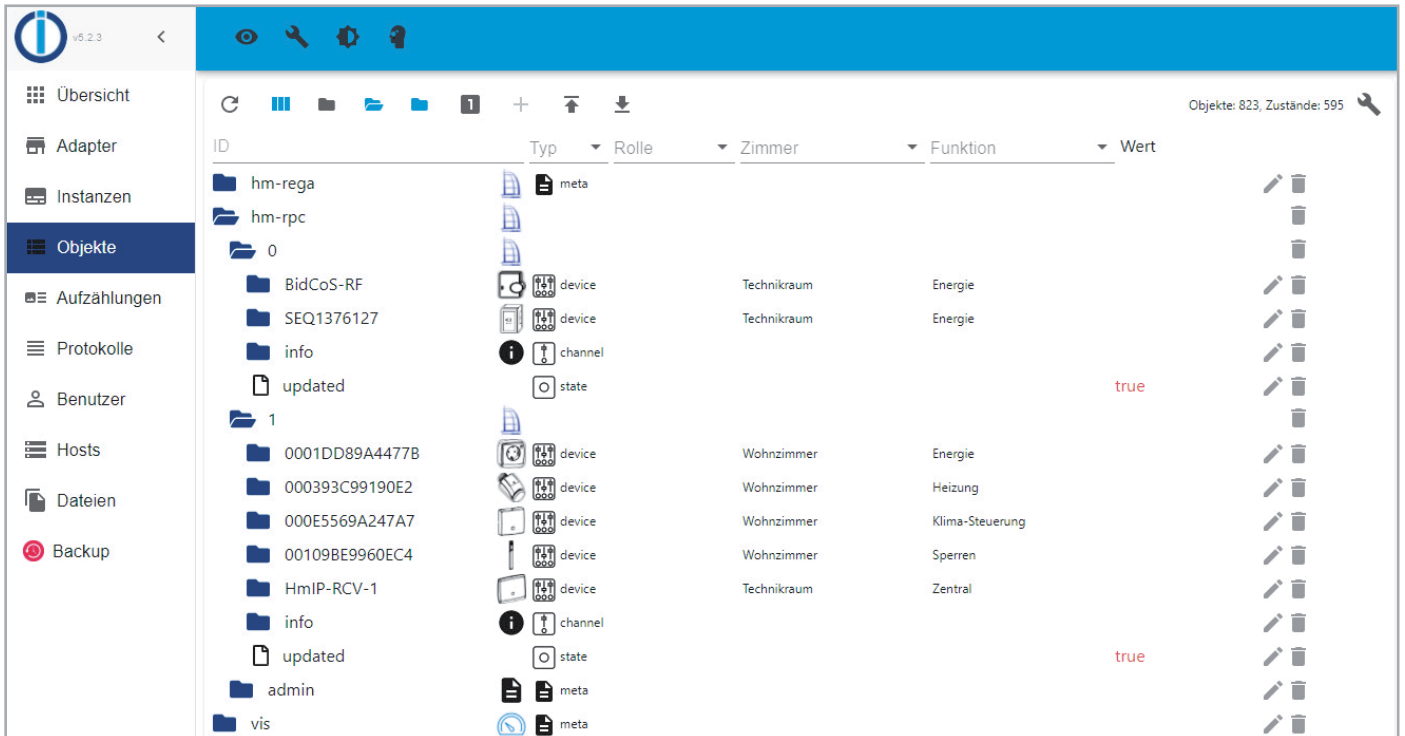 v5.2.3
Übersicht
Adapter
Instanzen
Objekte
Aufzählungen
Protokolle
Benutzer
Hosts
Dateien
Backup
1
Objekte: 823, Zustände: 595
ID Typ Rolle Zimmer Funktion Wert
hm-rega meta
hm-rpc
0
BidCoS-RF device Technikraum Energie
SEQ1376127 device Technikraum Energie
info channel
updated state true
1
0001DD89A4477B device Wohnzimmer Energie
000393C99190E2 device Wohnzimmer Heizung
000E5569A247A7 device Wohnzimmer Klima-Steuerung
00109BE9960EC4 device Wohnzimmer Sperren
HmIP-RCV-1 device Technikraum Zentral
info channel
updated state true
admin meta
vis meta